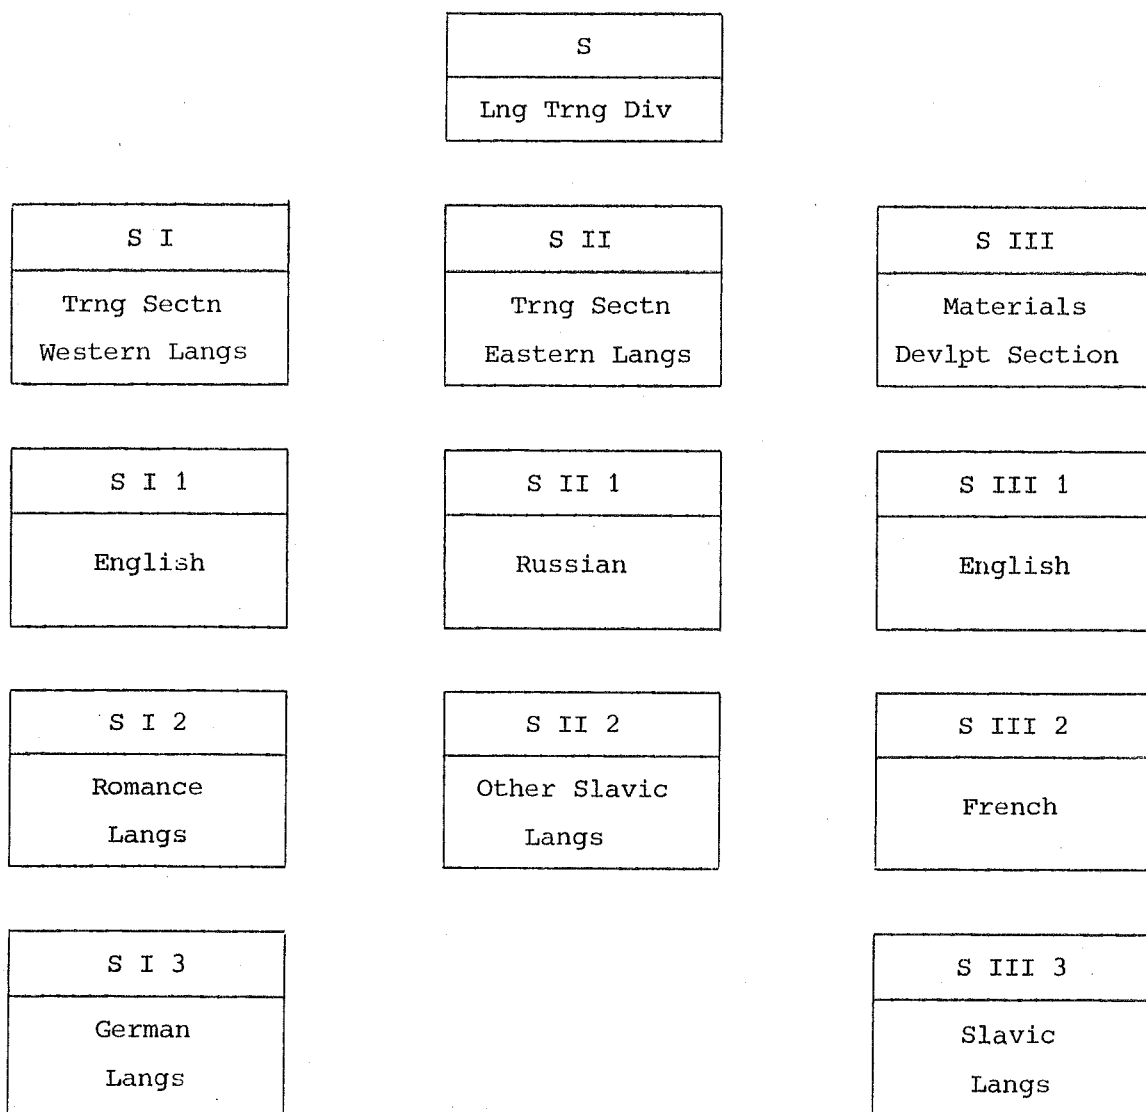 S
Lng Trng Div
S I
Trng Sectn
Western Langs
S II
Trng Sectn
Eastern Langs
S III
Materials
Devlpt Section
S I 1
English
S II 1
Russian
S III 1
English
S I 2
Romance
Langs
S II 2
Other Slavic
Langs
S III 2
French
S I 3
German
Langs
S III 3
Slavic
Langs